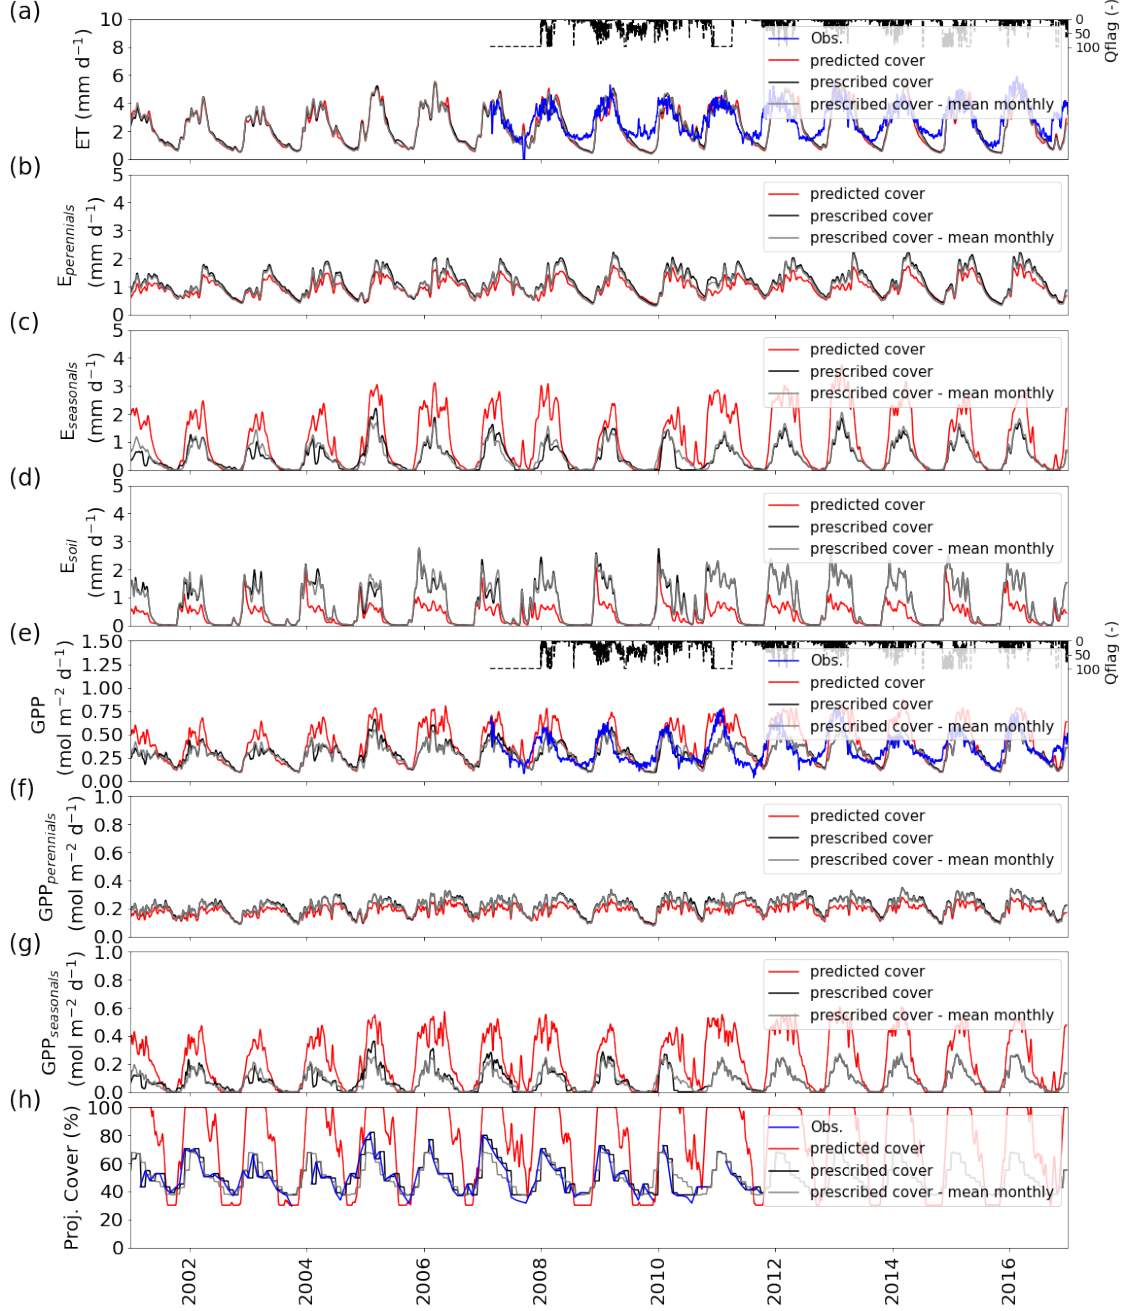 (a)
ET (mm d⁻¹)
10
8
6
4
2
0
0
50
100
Qflag (-)
Obs.
predicted cover
prescribed cover
prescribed cover - mean monthly
(b)
E_perennials
(mm d⁻¹)
5
4
3
2
1
0
predicted cover
prescribed cover
prescribed cover - mean monthly
(c)
E_seasonals
(mm d⁻¹)
5
4
3
2
1
0
predicted cover
prescribed cover
prescribed cover - mean monthly
(d)
E_soil
(mm d⁻¹)
5
4
3
2
1
0
predicted cover
prescribed cover
prescribed cover - mean monthly
(e)
GPP
(mol m⁻² d⁻¹)
1.50
1.25
1.00
0.75
0.50
0.25
0.00
0
50
100
Qflag (-)
Obs.
predicted cover
prescribed cover
prescribed cover - mean monthly
(f)
GPP_perennials
(mol m⁻² d⁻¹)
1.0
0.8
0.6
0.4
0.2
0.0
predicted cover
prescribed cover
prescribed cover - mean monthly
(g)
GPP_seasonals
(mol m⁻² d⁻¹)
1.0
0.8
0.6
0.4
0.2
0.0
predicted cover
prescribed cover
prescribed cover - mean monthly
(h)
Proj. Cover (%)
100
80
60
40
20
0
Obs.
predicted cover
prescribed cover
prescribed cover - mean monthly
2002
2004
2006
2008
2010
2012
2014
2016